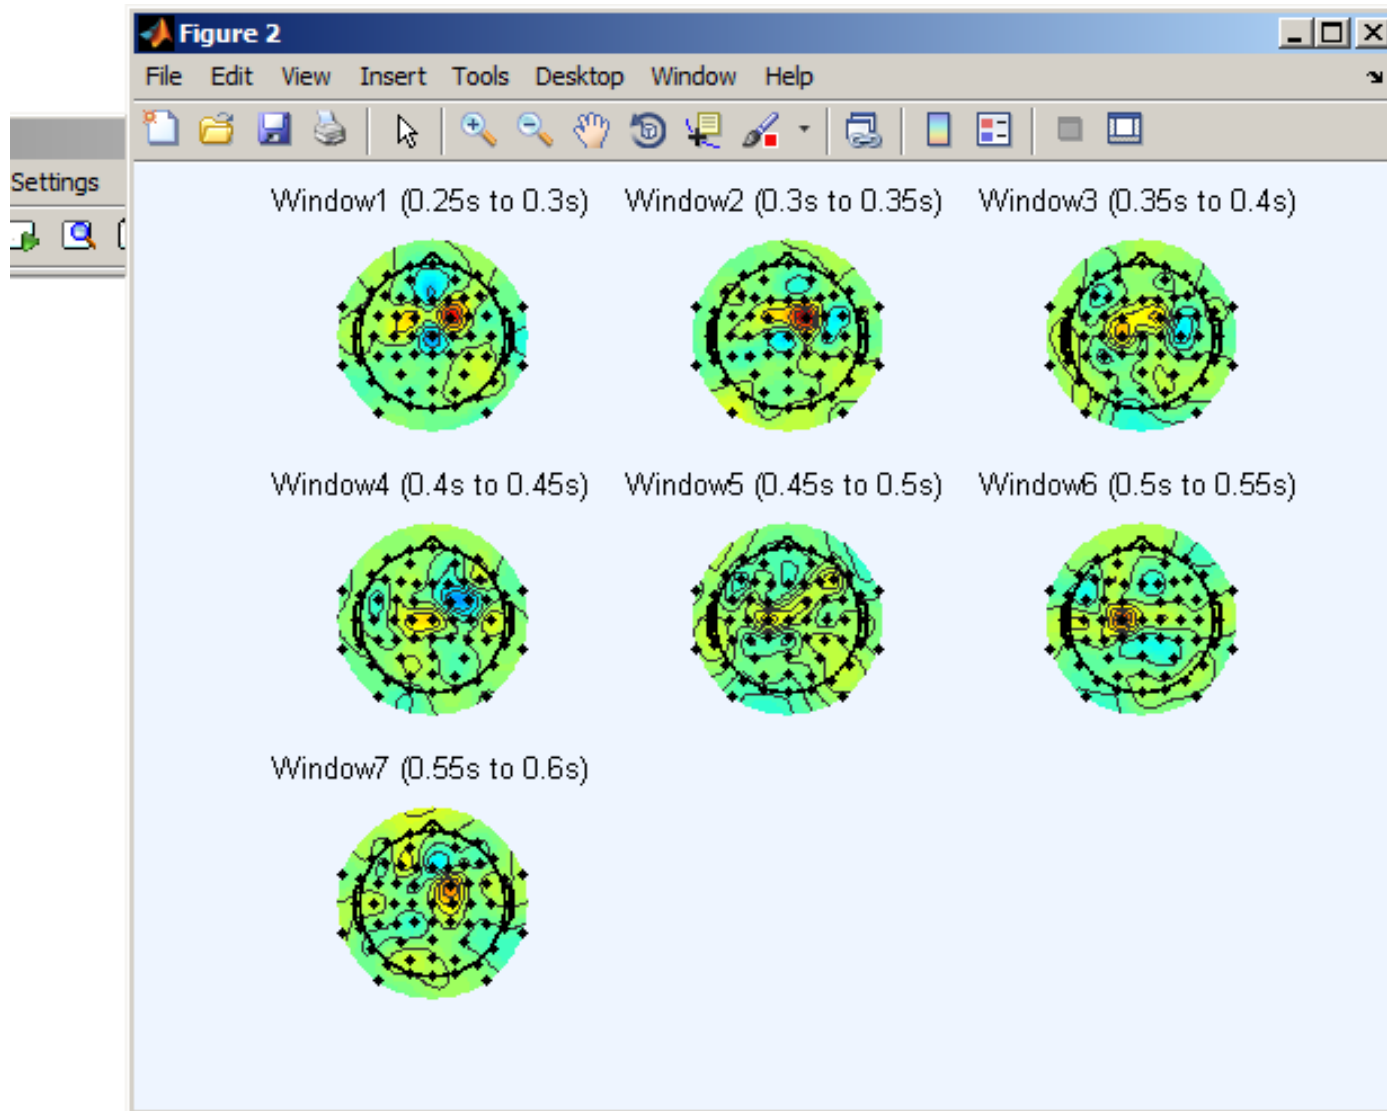 Figure 2
File Edit View Insert Tools Desktop Window Help
Settings
Window1 (0.25s to 0.3s) Window2 (0.3s to 0.35s) Window3 (0.35s to 0.4s)
Window4 (0.4s to 0.45s) Window5 (0.45s to 0.5s) Window6 (0.5s to 0.55s)
Window7 (0.55s to 0.6s)